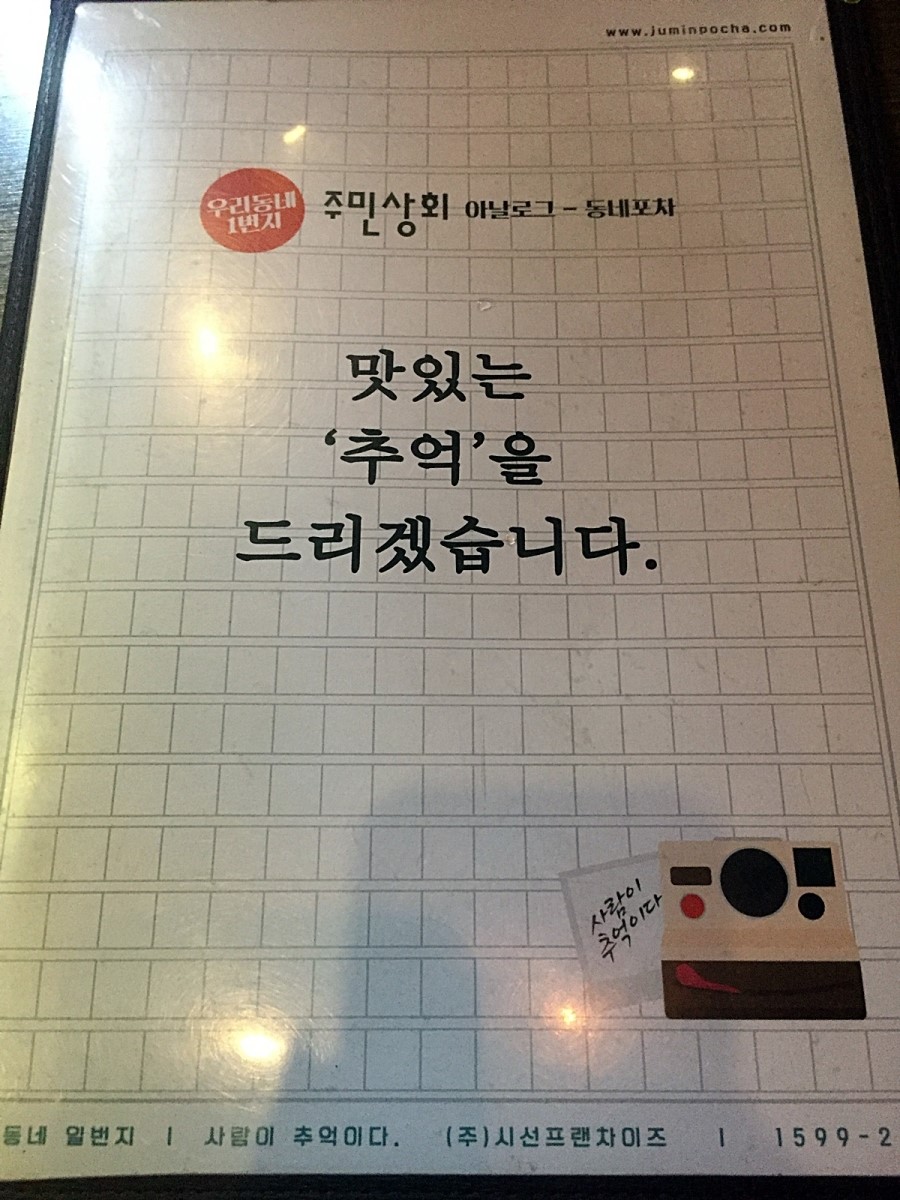 www.juminpocha.com
우리동네
1번지
주민상회 아날로그 - 동네포차
맛있는
‘추억’을
드리겠습니다.
사람이
추억이다
동네 일번지 | 사람이 추억이다. (주)시선프랜차이즈 | 1599-2